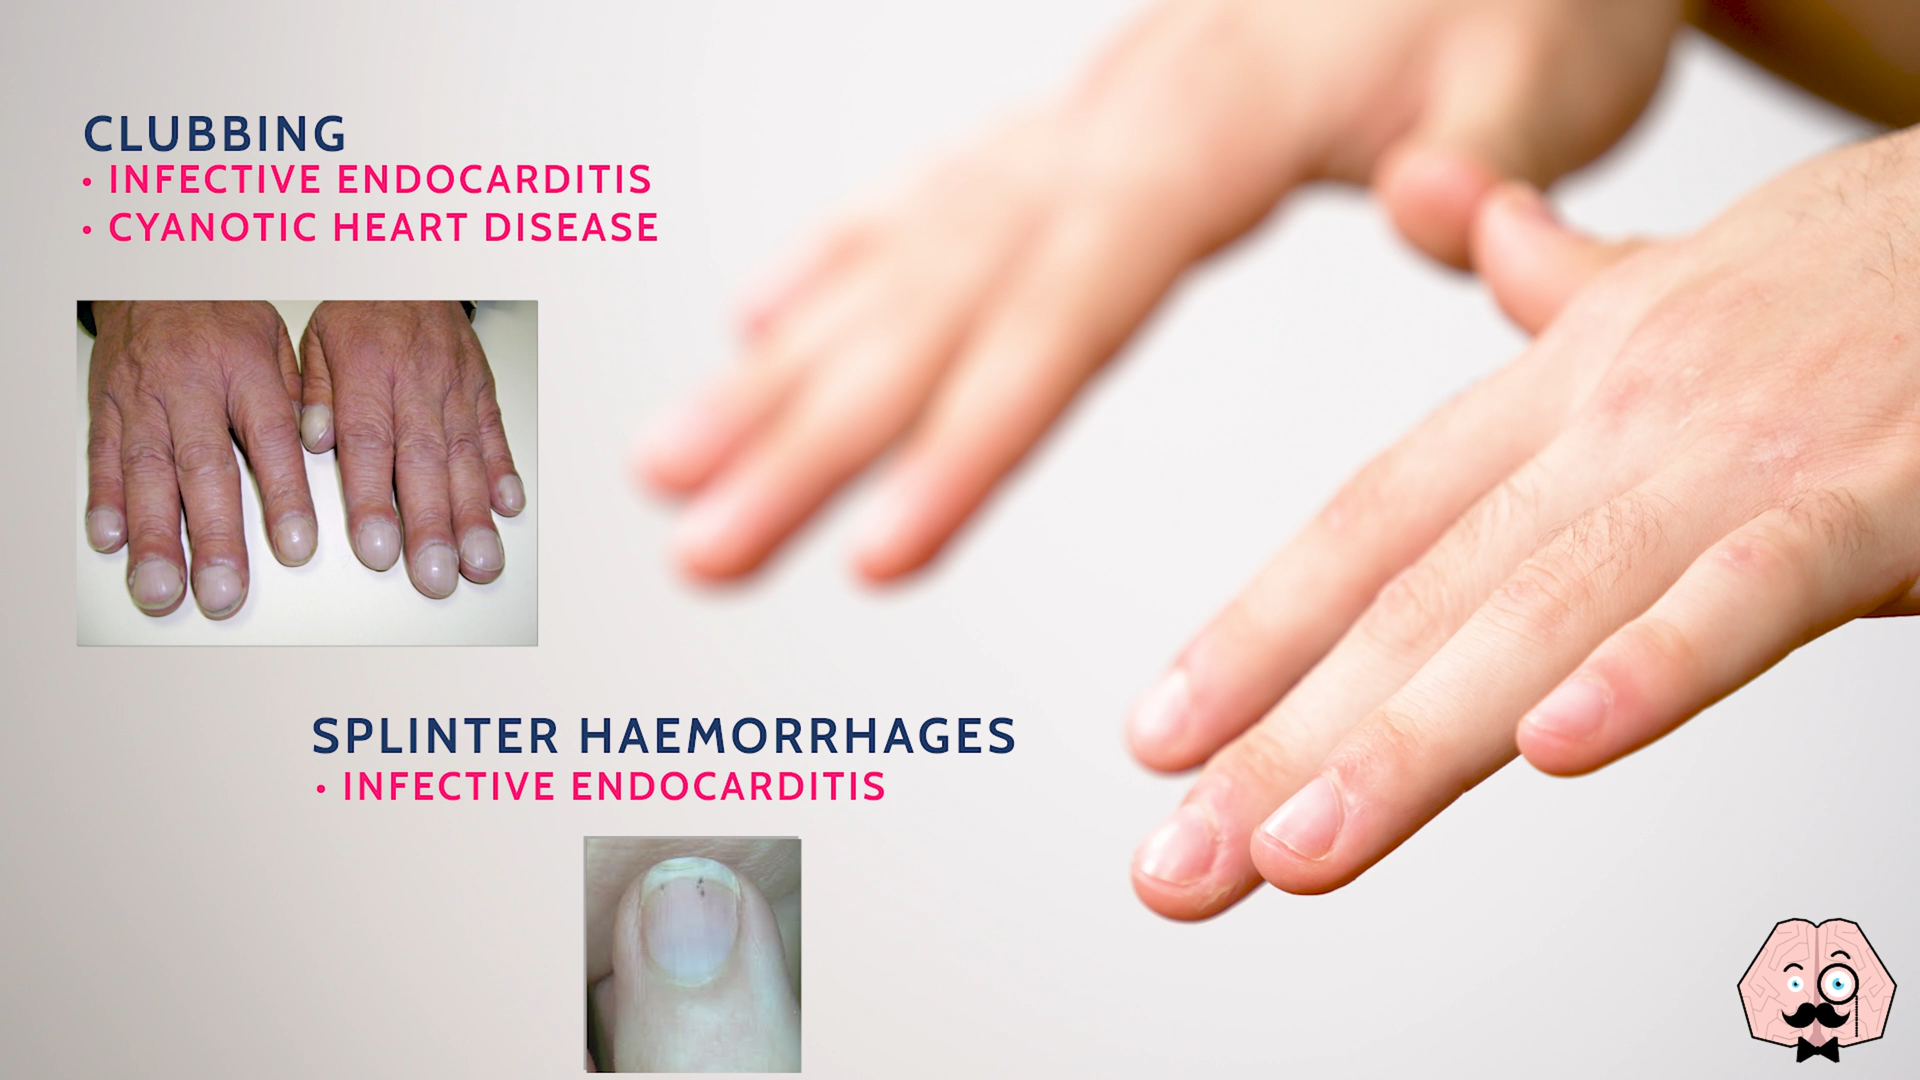 CLUBBING
• INFECTIVE ENDOCARDITIS
• CYANOTIC HEART DISEASE
SPLINTER HAEMORRHAGES
• INFECTIVE ENDOCARDITIS